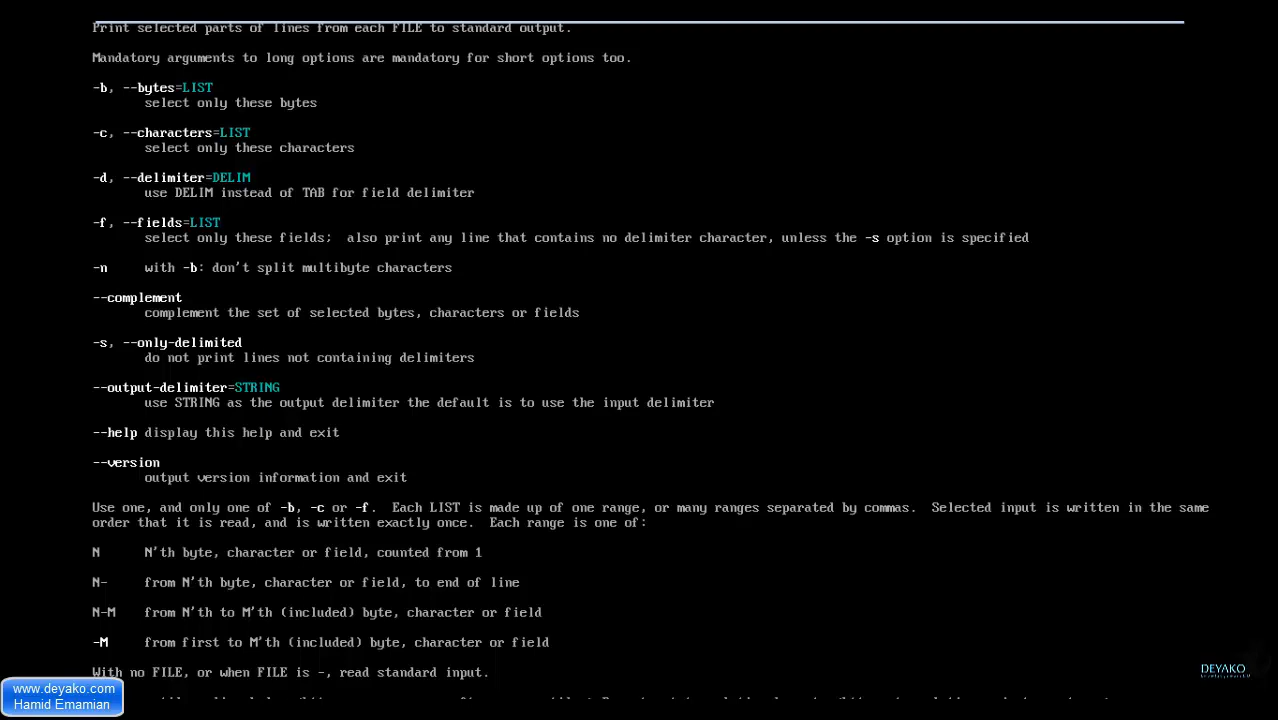 Print selected parts of lines from each FILE to standard output.
Mandatory arguments to long options are mandatory for short options too.
-b, --bytes=LIST
select only these bytes
-c, --characters=LIST
select only these characters
-d, --delimiter=DELIM
use DELIM instead of TAB for field delimiter
-f, --fields=LIST
select only these fields;  also print any line that contains no delimiter character, unless the -s option is specified
-n     with -b: don't split multibyte characters
--complement
complement the set of selected bytes, characters or fields
-s, --only-delimited
do not print lines not containing delimiters
--output-delimiter=STRING
use STRING as the output delimiter the default is to use the input delimiter
--help display this help and exit
--version
output version information and exit
Use one, and only one of -b, -c or -f.  Each LIST is made up of one range, or many ranges separated by commas.  Selected input is written in the same
order that it is read, and is written exactly once.  Each range is one of:
N      N'th byte, character or field, counted from 1
N-     from N'th byte, character or field, to end of line
N-M    from N'th to M'th (included) byte, character or field
-M     from first to M'th (included) byte, character or field
With no FILE, or when FILE is -, read standard input.
DEYAKO
www.deyako.com
Hamid Emamian